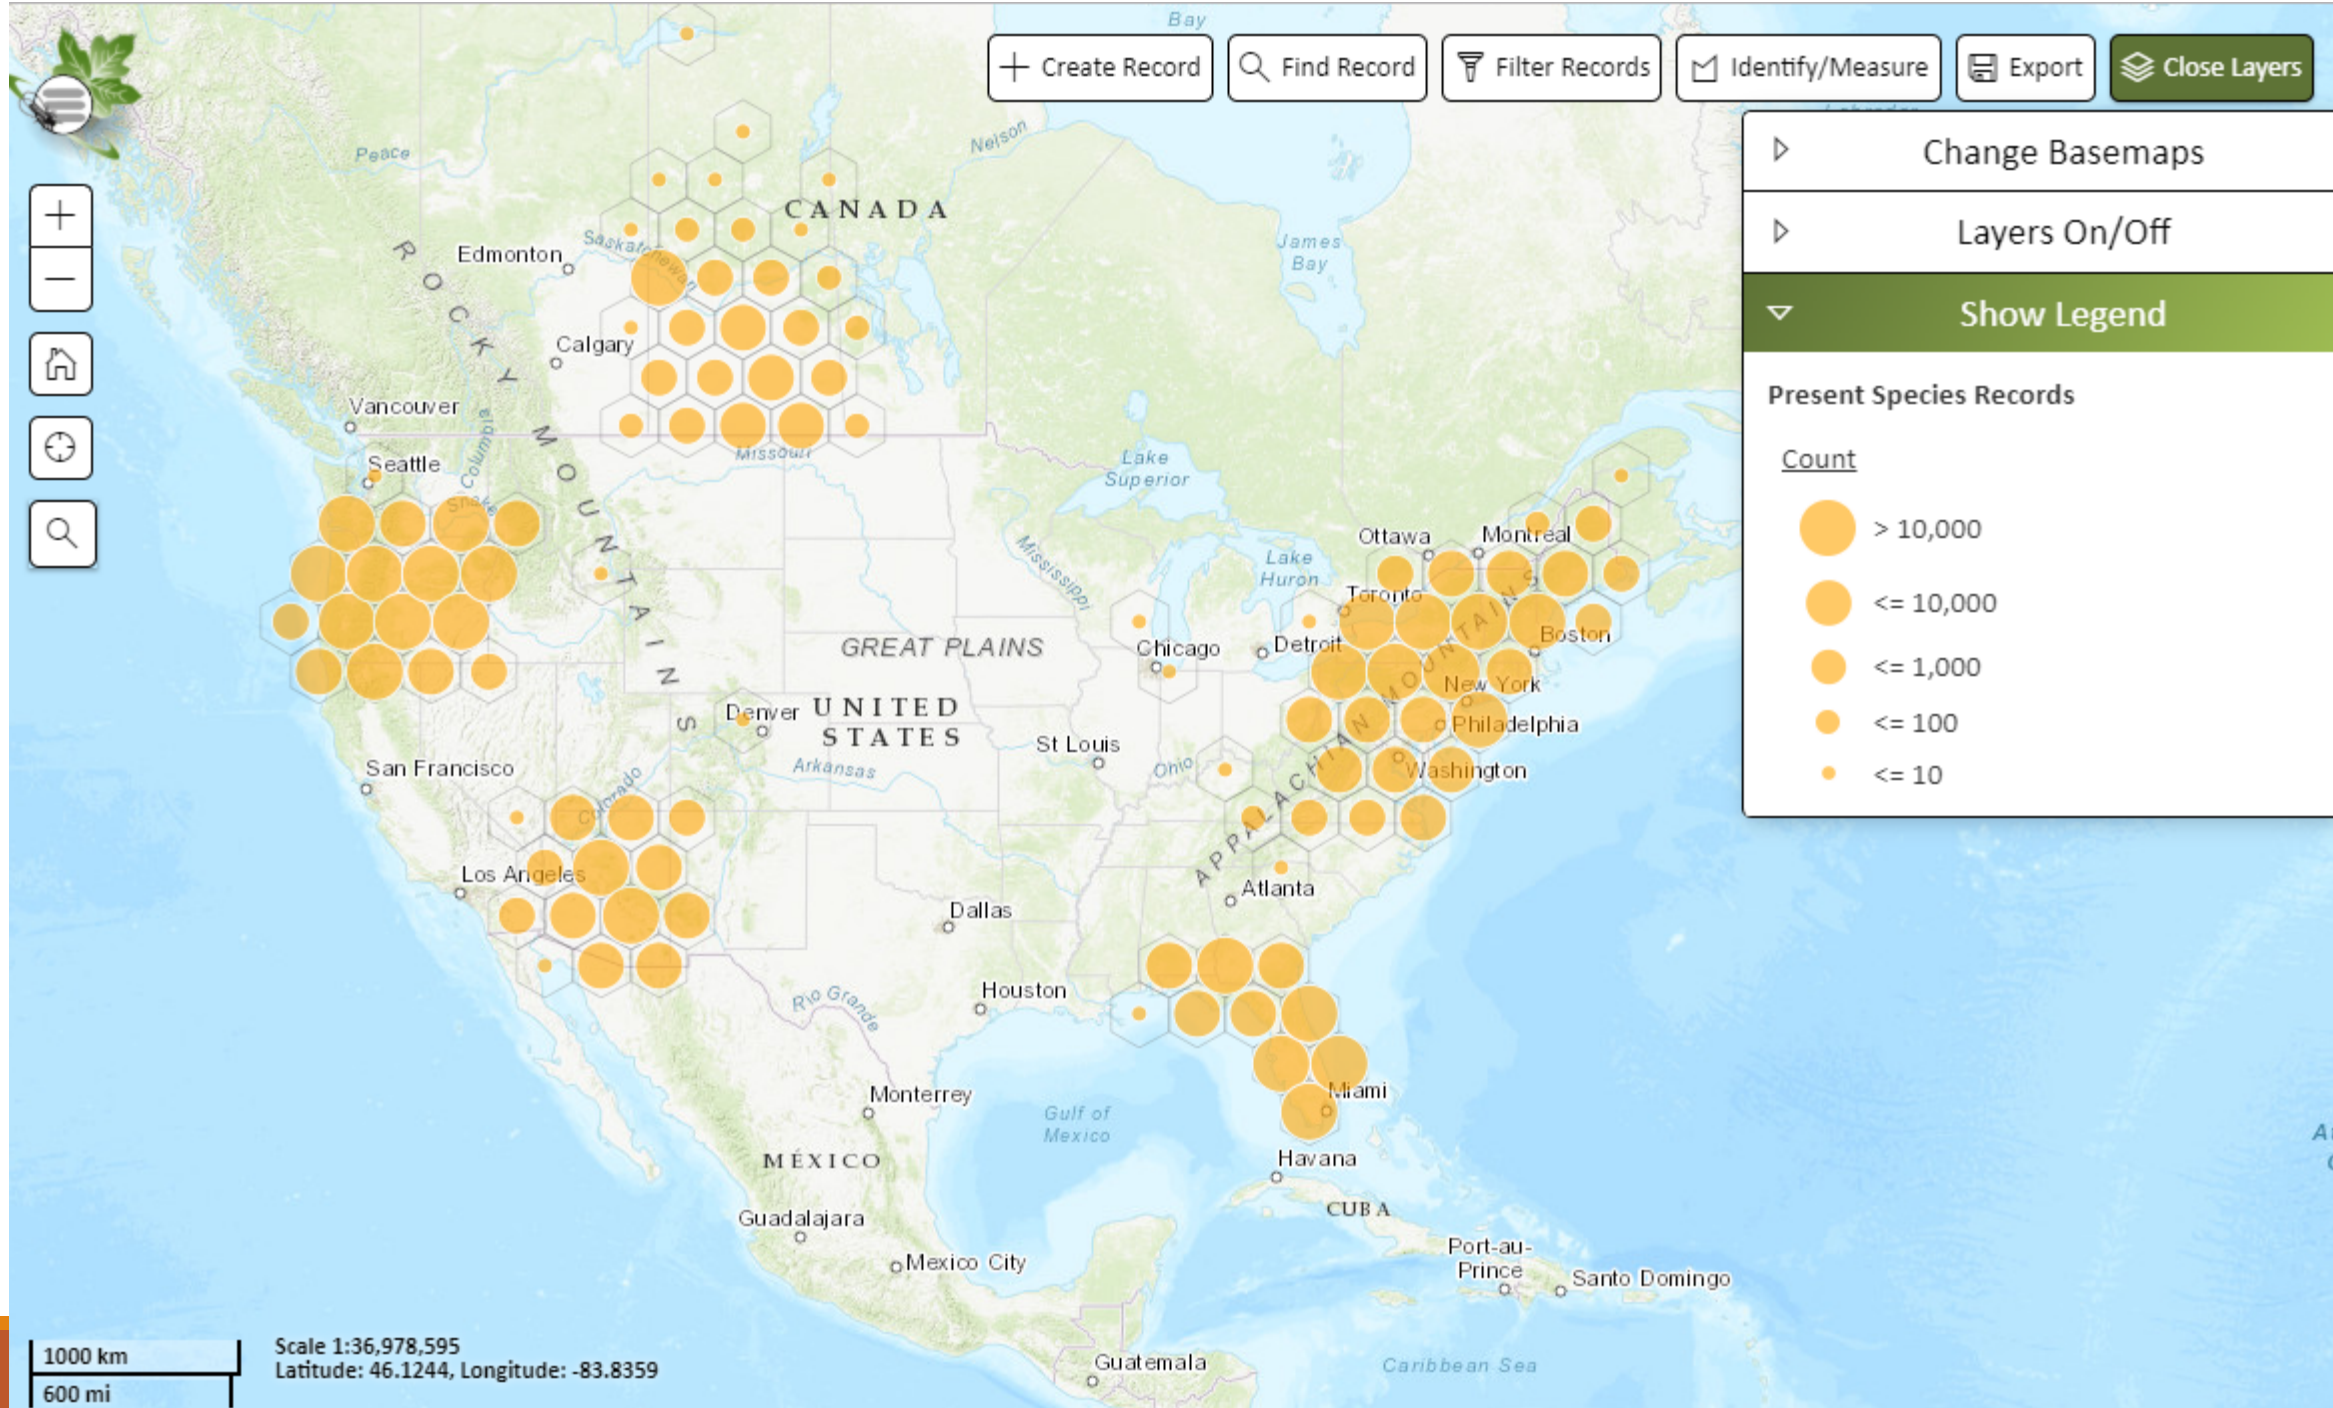 Bay
Create Record
Find Record
Filter Records
Identify/Measure
Export
Close Layers
Change Basemaps
Layers On/Off
Show Legend
Present Species Records
Count
> 10,000
<= 10,000
<= 1,000
<= 100
<= 10
Peace
Nelson
CANADA
Edmonton
Saskatchewan
James
Bay
ROCKY MOUNTAINS
Calgary
Vancouver
Columbia
Seattle
Snake
Missouri
Lake
Superior
Mississippi
Ottawa
Montreal
Lake
Huron
Toronto
Boston
Detroit
Chicago
GREAT PLAINS
New York
Philadelphia
Denver
UNITED
STATES
St Louis
Ohio
Washington
APPALACHIAN MOUNTAINS
San Francisco
Arkansas
Colorado
Los Angeles
Atlanta
Dallas
Houston
Rio Grande
Monterrey
Gulf of
Mexico
Miami
MÉXICO
Havana
CUBA
Guadalajara
Mexico City
Port-au-
Prince
Santo Domingo
Guatemala
Caribbean Sea
1000 km
600 mi
Scale 1:36,978,595
Latitude: 46.1244, Longitude: -83.8359